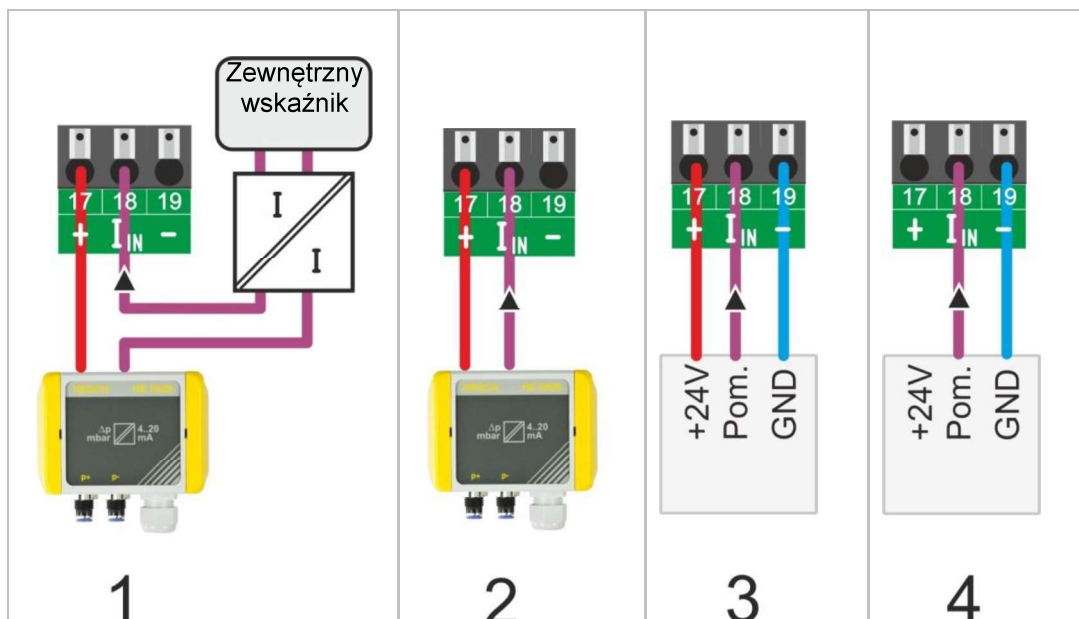 Zewnętrzny
wskaźnik
17 18 19
+ I IN -
I
I
Δp
mbar
4..20
mA
p+ p-
1
17 18 19
+ I IN -
Δp
mbar
4..20
mA
p+ p-
2
17 18 19
+ I IN -
+24V
Pom.
GND
3
17 18 19
+ I IN -
+24V
Pom.
GND
4